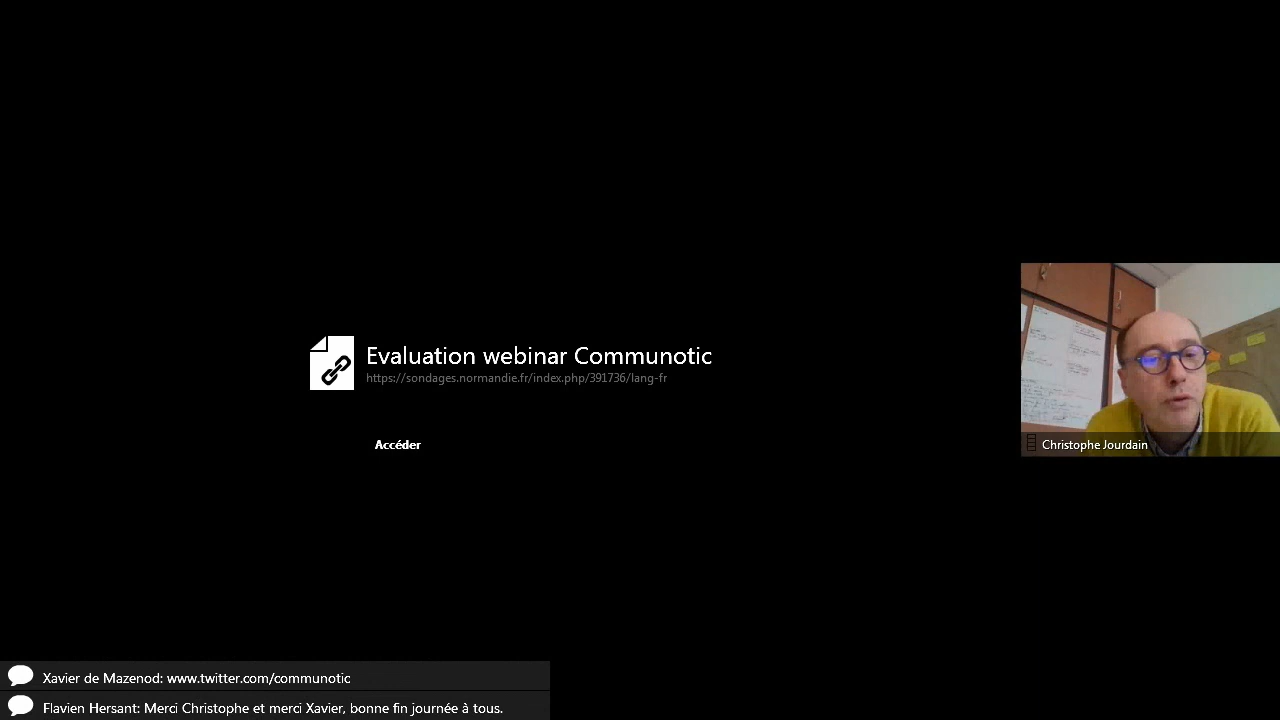 Evaluation webinar Communotic
https://sondages.normandie.fr/index.php/391736/lang-fr
Accéder
Christophe Jourdain
Xavier de Mazenod: www.twitter.com/communotic
Flavien Hersant: Merci Christophe et merci Xavier, bonne fin journée à tous.